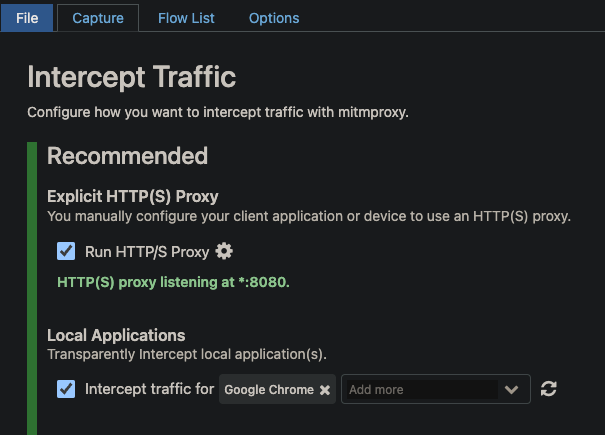 File Capture Flow List Options
Intercept Traffic
Configure how you want to intercept traffic with mitmproxy.
Recommended
Explicit HTTP(S) Proxy
You manually configure your client application or device to use an HTTP(S) proxy.
Run HTTP/S Proxy
HTTP(S) proxy listening at *:8080.
Local Applications
Transparently Intercept local application(s).
Intercept traffic for Google Chrome Add more